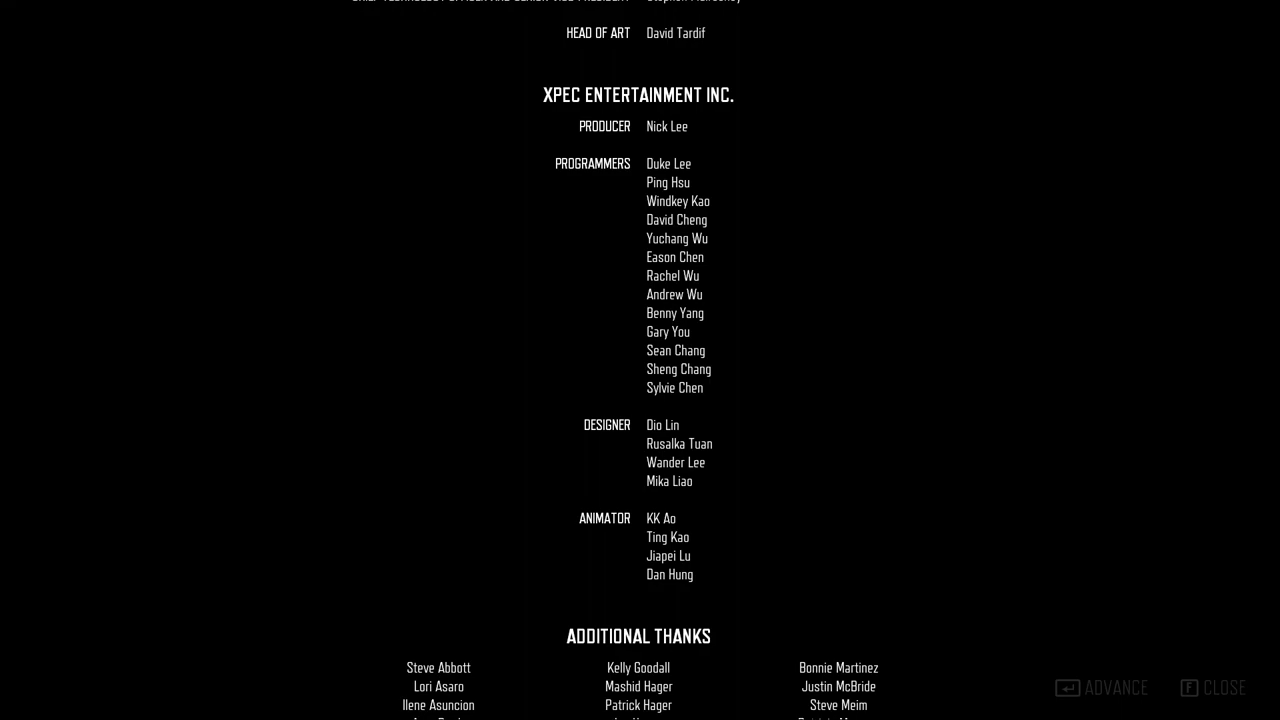 HEAD OF ART David Tardif
XPEC ENTERTAINMENT INC.
PRODUCER Nick Lee
PROGRAMMERS Duke Lee
Ping Hsu
Windkey Kao
David Cheng
Yuchang Wu
Eason Chen
Rachel Wu
Andrew Wu
Benny Yang
Gary You
Sean Chang
Sheng Chang
Sylvie Chen
DESIGNER Dio Lin
Rusalka Tuan
Wander Lee
Mika Liao
ANIMATOR KK Ao
Ting Kao
Jiapei Lu
Dan Hung
ADDITIONAL THANKS
Steve Abbott Kelly Goodall Bonnie Martinez
Lori Asaro Mashid Hager Justin McBride
Ilene Asuncion Patrick Hager Steve Meim
ADVANCE F CLOSE